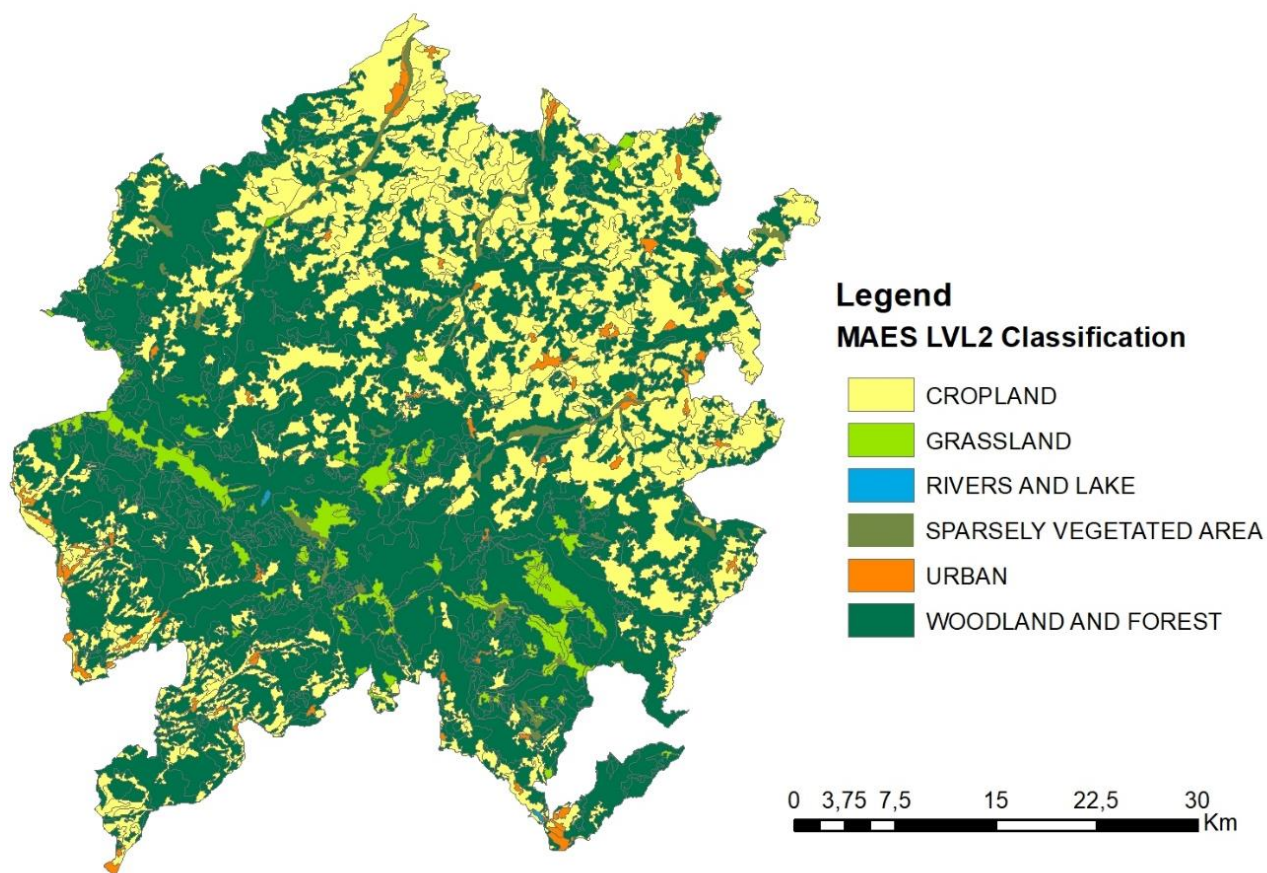 Legend
MAES LVL2 Classification
CROPLAND
GRASSLAND
RIVERS AND LAKE
SPARSELY VEGETATED AREA
URBAN
WOODLAND AND FOREST
0 3,75 7,5 15 22,5 30
Km